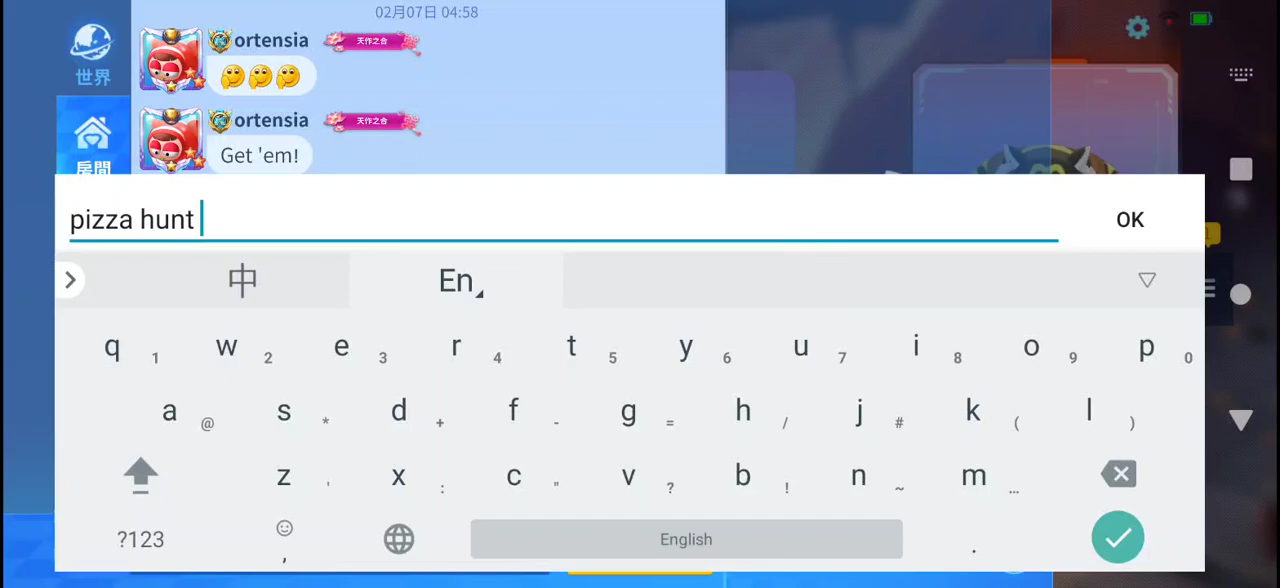 02月07日 04:58
世界
ortensia 天作之合
ortensia 天作之合
Get 'em!
房間
pizza hunt
OK
中 En
q 1 w 2 e 3 r 4 t 5 y 6 u 7 i 8 o 9 p 0
a @ s * d + f - g = h / j # k ( l )
z ' x : c " v ? b ! n ~ m ...
?123 , English .